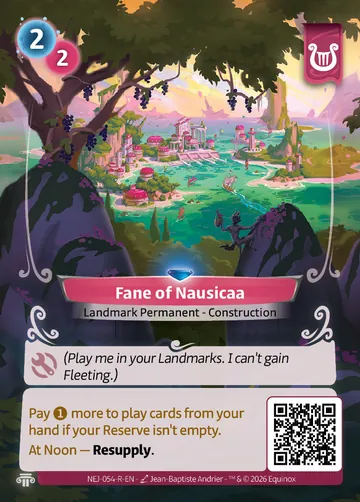 2
2
Fane of Nausicaa
Landmark Permanent - Construction
(Play me in your Landmarks. I can't gain
Fleeting.)
Pay 1 more to play cards from your
hand if your Reserve isn't empty.
At Noon — Resupply.
NEJ-054-R-EN - Jean-Baptiste Andrier - ™ & © 2026 Equinox